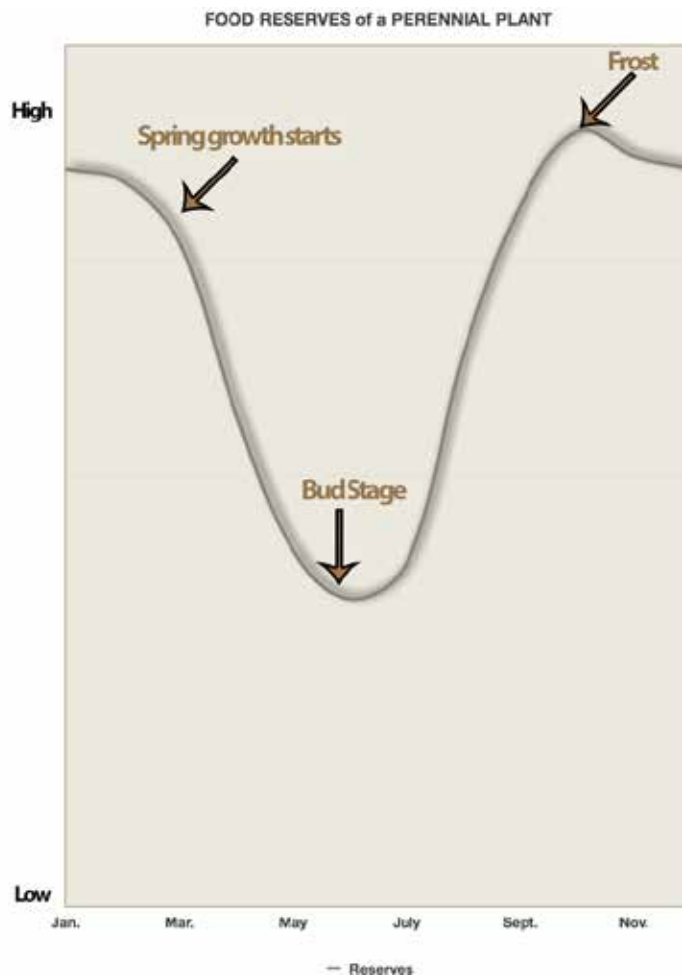 FOOD RESERVES of a PERENNIAL PLANT
Frost
High
Spring growth starts
Bud Stage
Low
Jan. Mar. May July Sept. Nov.
— Reserves